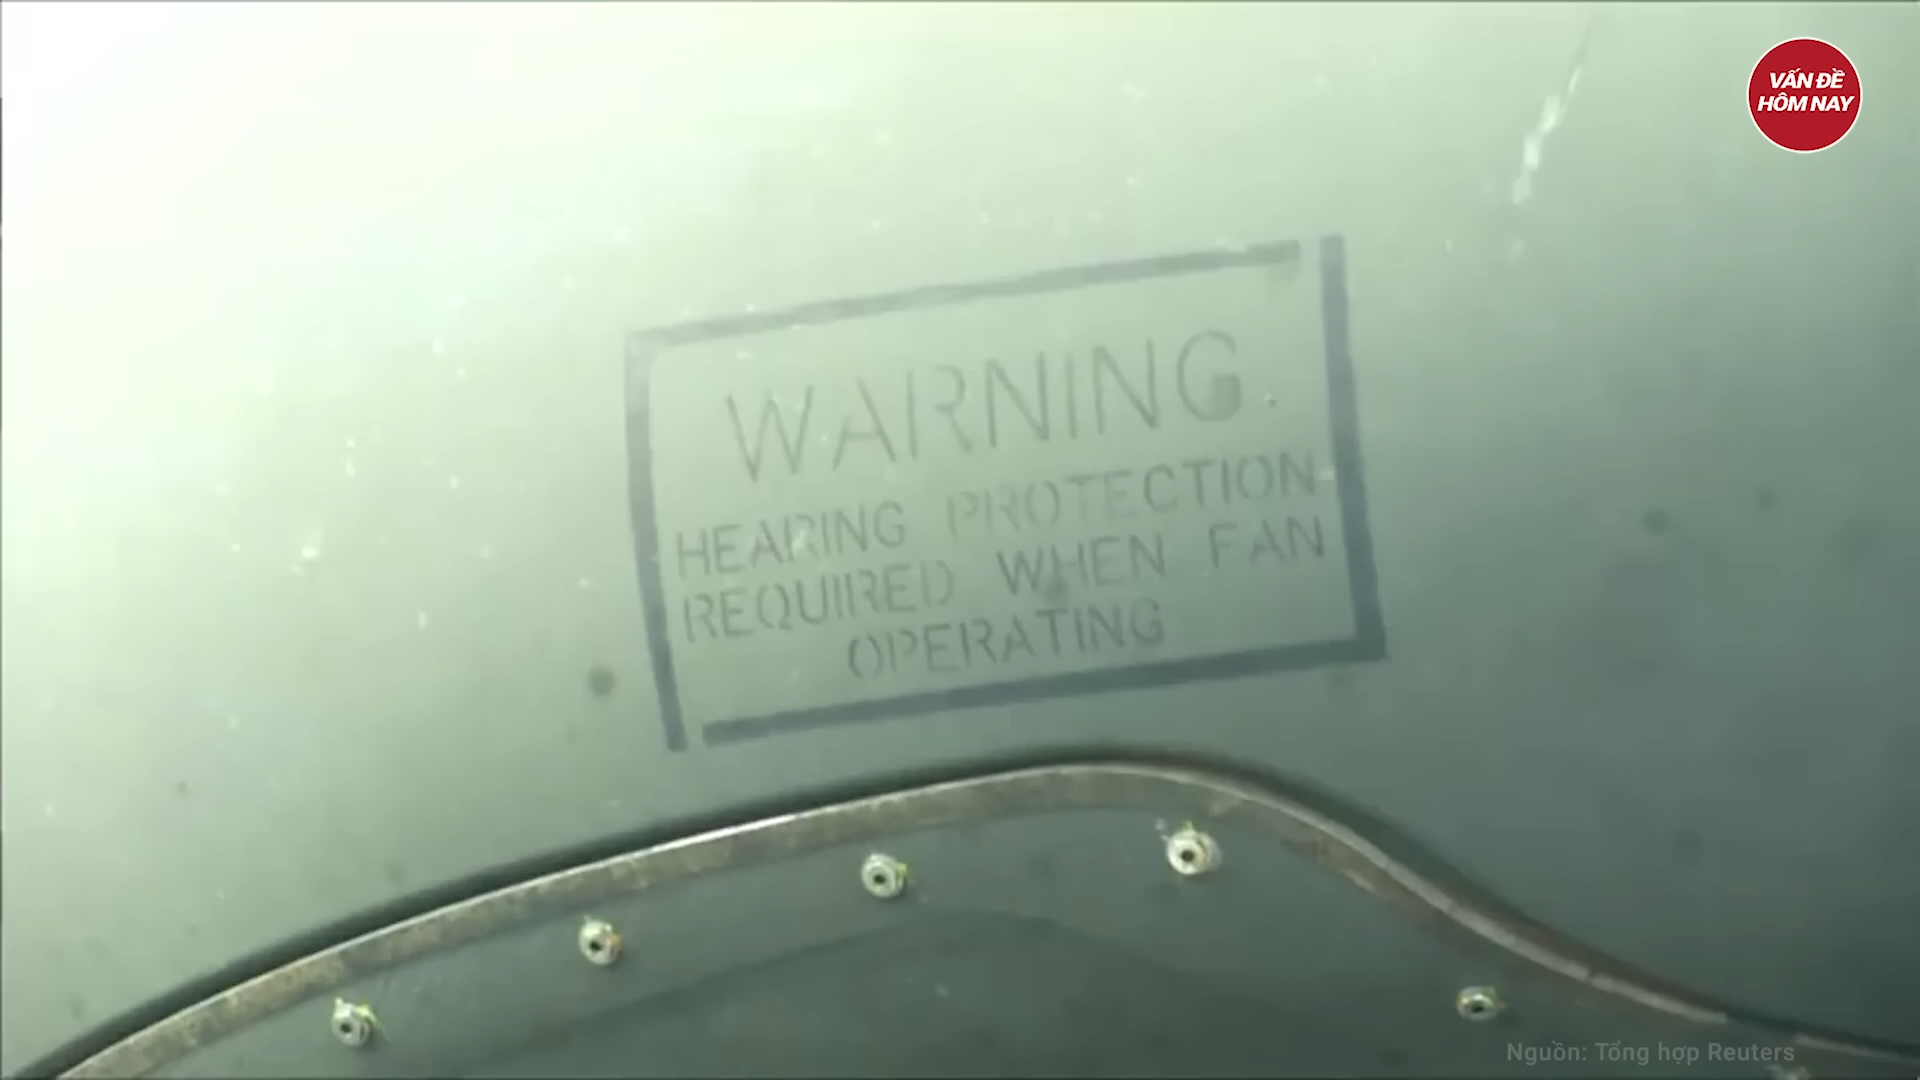 VẤN ĐỀ
HÔM NAY
WARNING
HEARING PROTECTION
REQUIRED WHEN FAN
OPERATING
Nguồn: Tổng hợp Reuters